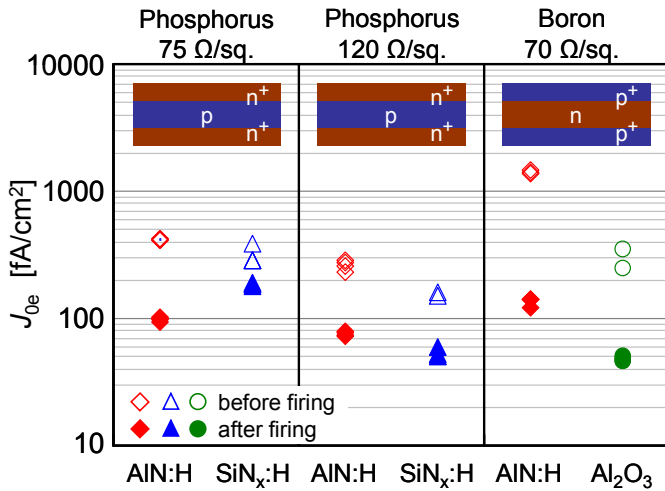 Phosphorus Phosphorus Boron
75 Ω/sq. 120 Ω/sq. 70 Ω/sq.
10000
n⁺ n⁺ p⁺
p p n
n⁺ n⁺ p⁺
1000
J₀ₑ [fA/cm²]
100
before firing
after firing
10
AlN:H SiNₓ:H AlN:H SiNₓ:H AlN:H Al₂O₃